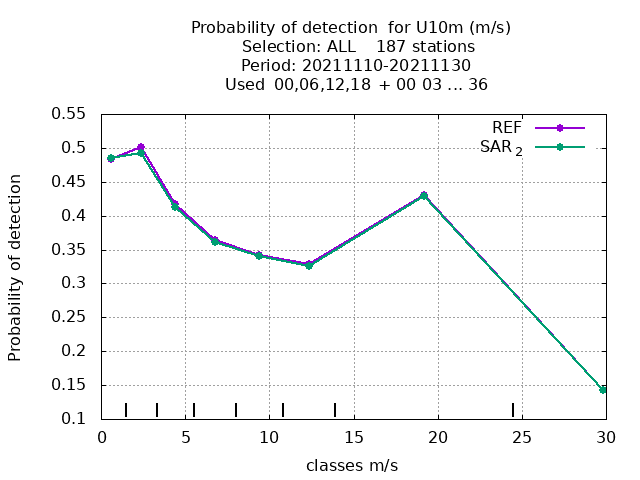 Probability of detection  for U10m (m/s)
Selection: ALL    187 stations
Period: 20211110-20211130
Used  00,06,12,18  + 00 03 ... 36
REF
SAR 2
0.55
0.5
0.45
0.4
0.35
0.3
0.25
0.2
0.15
0.1
Probability of detection
0 5 10 15 20 25 30
classes m/s